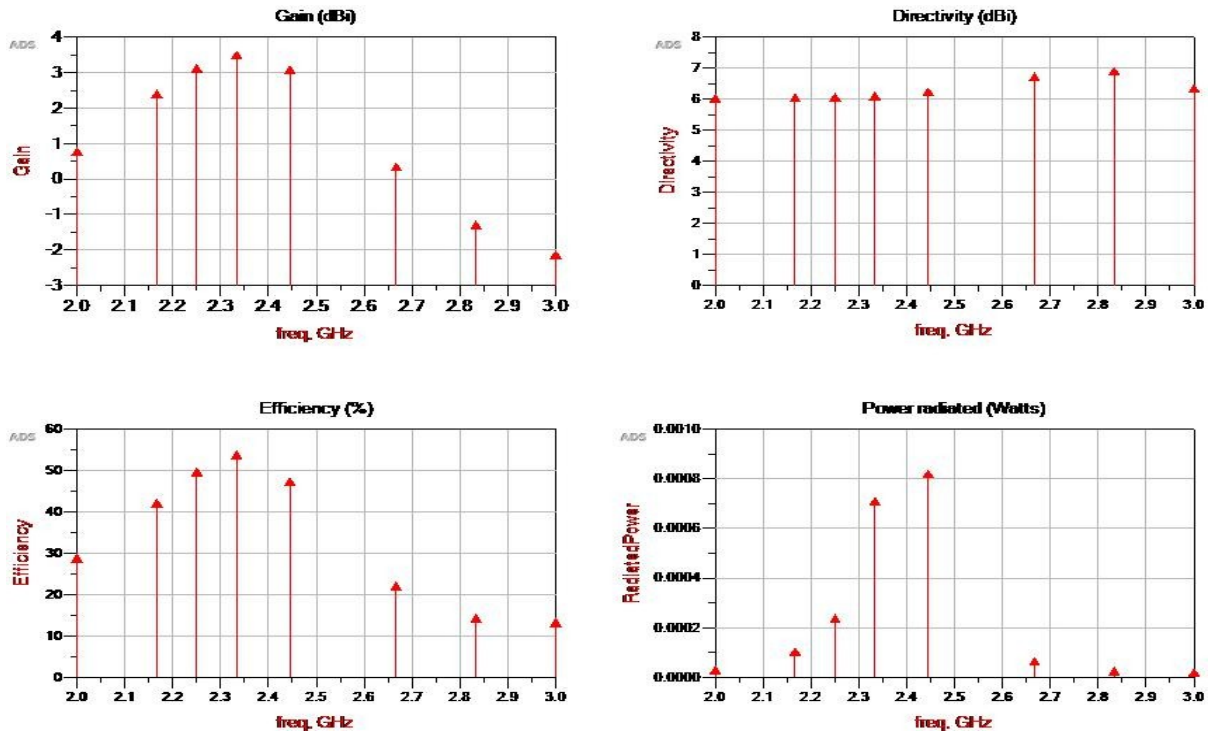 Gain (dBi)
ADS
4
3
2
1
0
-1
-2
-3
Gain
2.0 2.1 2.2 2.3 2.4 2.5 2.6 2.7 2.8 2.9 3.0
freq, GHz
Directivity (dBi)
ADS
8
7
6
5
4
3
2
1
0
Directivity
2.0 2.1 2.2 2.3 2.4 2.5 2.6 2.7 2.8 2.9 3.0
freq, GHz
Efficiency (%)
ADS
60
50
40
30
20
10
0
Efficiency
2.0 2.1 2.2 2.3 2.4 2.5 2.6 2.7 2.8 2.9 3.0
freq, GHz
Power radiated (Watts)
ADS
0.0010
0.0008
0.0006
0.0004
0.0002
0.0000
RadiatedPower
2.0 2.1 2.2 2.3 2.4 2.5 2.6 2.7 2.8 2.9 3.0
freq, GHz